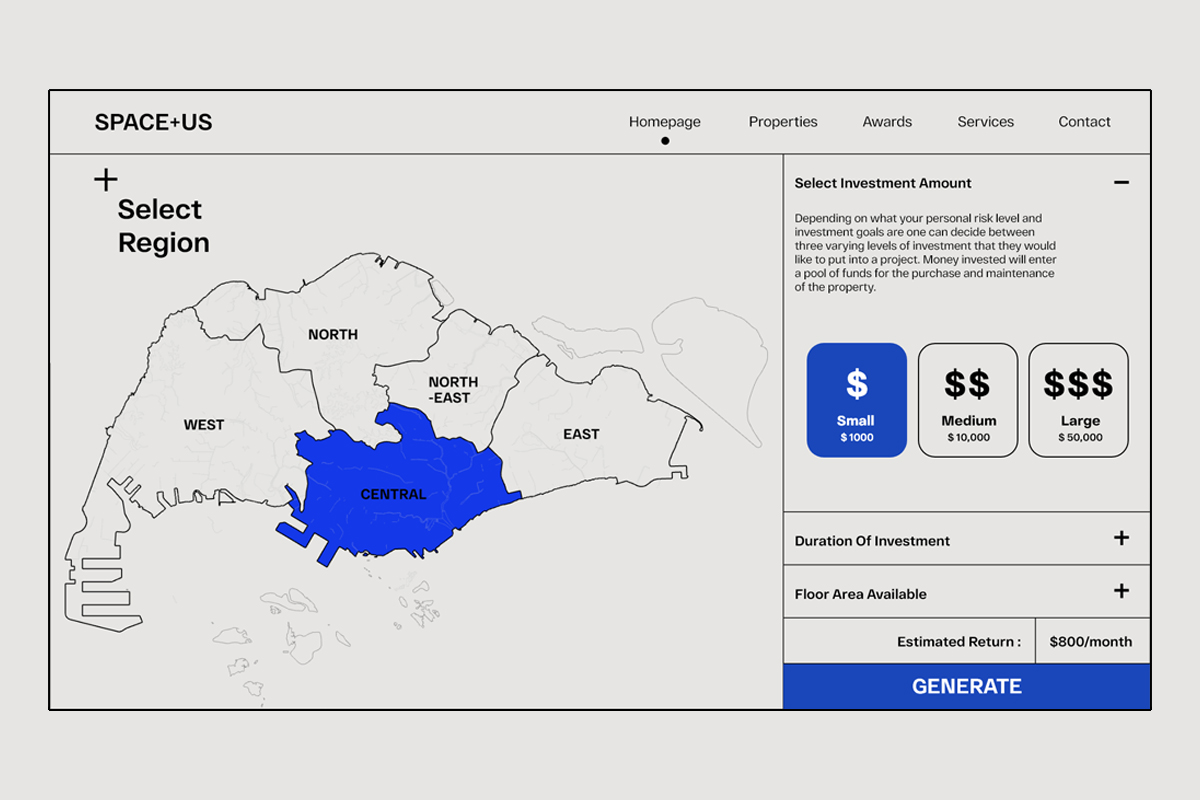 SPACE+US
Homepage
Properties
Awards
Services
Contact
Select
Region
NORTH
NORTH
-EAST
WEST
EAST
CENTRAL
Select Investment Amount
Depending on what your personal risk level and
investment goals are one can decide between
three varying levels of investment that they would
like to put into a project. Money invested will enter
a pool of funds for the purchase and maintenance
of the property.
$
Small
$ 1000
$$
Medium
$ 10,000
$$$
Large
$ 50,000
Duration Of Investment
Floor Area Available
Estimated Return :
$800/month
GENERATE